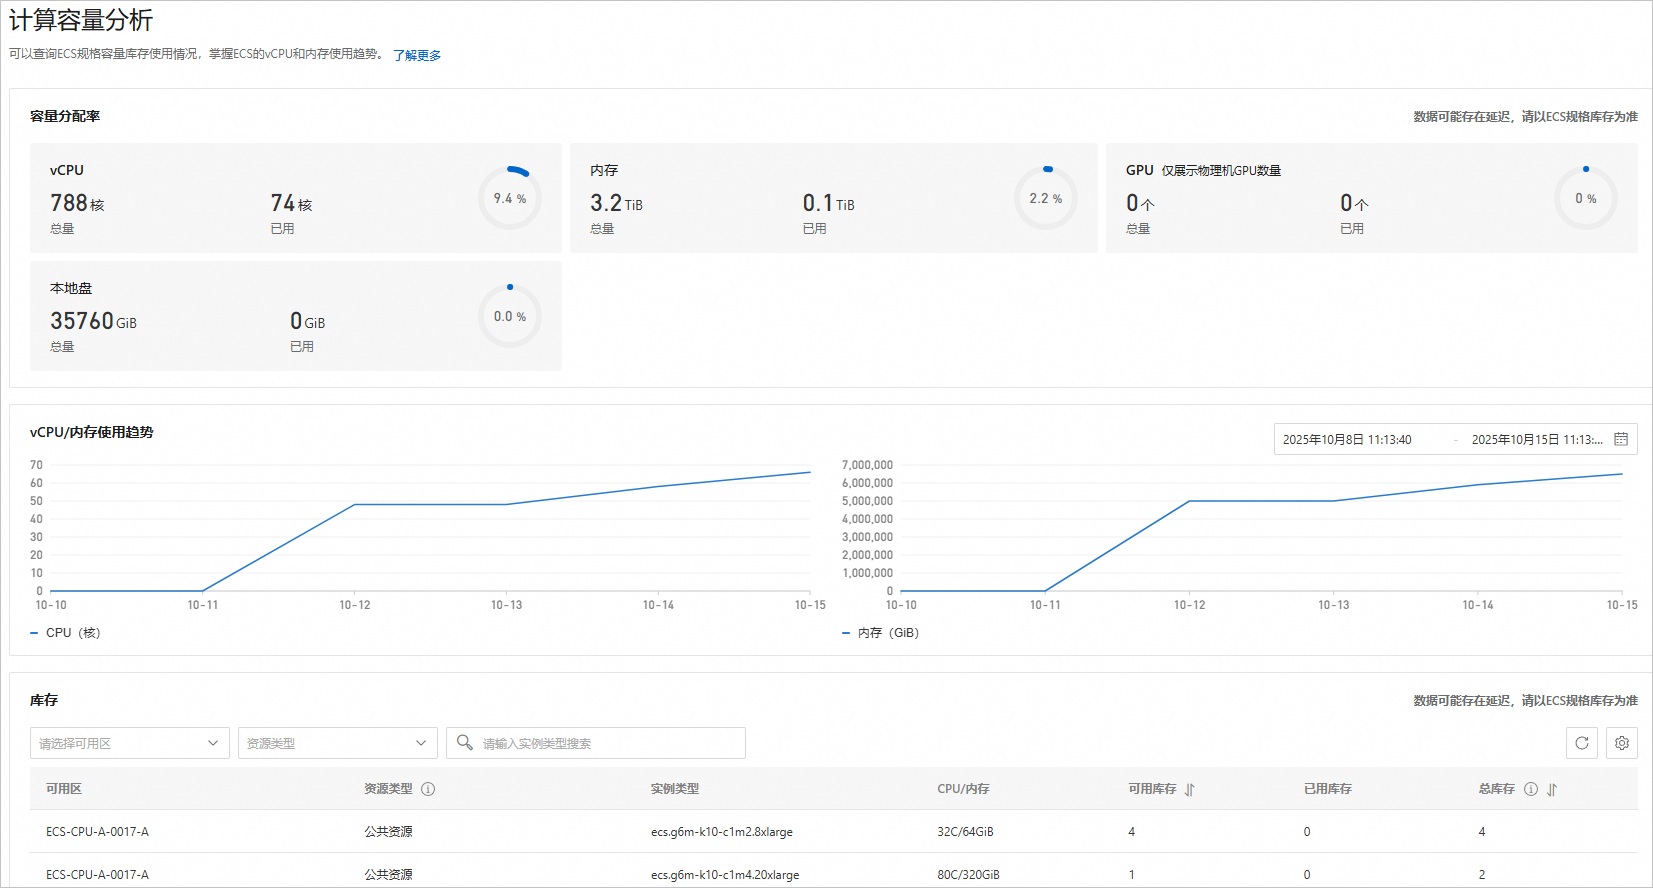 计算容量分析
可以查询ECS规格容量库存使用情况，掌握ECS的vCPU和内存使用趋势。 了解更多
容量分配率
数据可能存在延迟，请以ECS规格库存为准
vCPU
788核
总量
74核
已用
9.4 %
内存
3.2TiB
总量
0.1TiB
已用
2.2 %
GPU 仅展示物理机GPU数量
0个
总量
0个
已用
0 %
本地盘
35760GiB
总量
0GiB
已用
0.0 %
vCPU/内存使用趋势
2025年10月8日 11:13:40 - 2025年10月15日 11:13:...
70
60
50
40
30
20
10
0
10-10 10-11 10-12 10-13 10-14 10-15
CPU（核）
7,000,000
6,000,000
5,000,000
4,000,000
3,000,000
2,000,000
1,000,000
0
10-10 10-11 10-12 10-13 10-14 10-15
内存（GiB）
库存
数据可能存在延迟，请以ECS规格库存为准
请选择可用区 资源类型 请输入实例类型搜索
可用区 资源类型 实例类型 CPU/内存 可用库存 已用库存 总库存
ECS-CPU-A-0017-A 公共资源 ecs.g6m-k10-c1m2.8xlarge 32C/64GiB 4 0 4
ECS-CPU-A-0017-A 公共资源 ecs.g6m-k10-c1m4.20xlarge 80C/320GiB 1 0 2